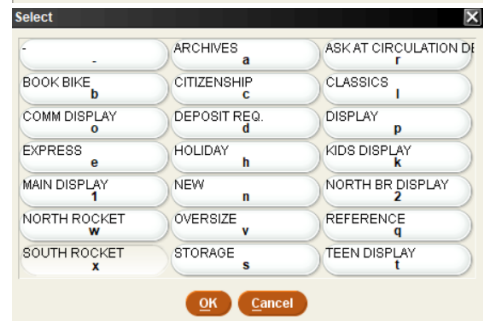 Select
- ARCHIVES ASK AT CIRCULATION DE
- a r
BOOK BIKE CITIZENSHIP CLASSICS
b c l
COMM DISPLAY DEPOSIT REQ. DISPLAY
o d p
EXPRESS HOLIDAY KIDS DISPLAY
e h k
MAIN DISPLAY NEW NORTH BR DISPLAY
1 n 2
NORTH ROCKET OVERSIZE REFERENCE
w v q
SOUTH ROCKET STORAGE TEEN DISPLAY
x s t
OK Cancel